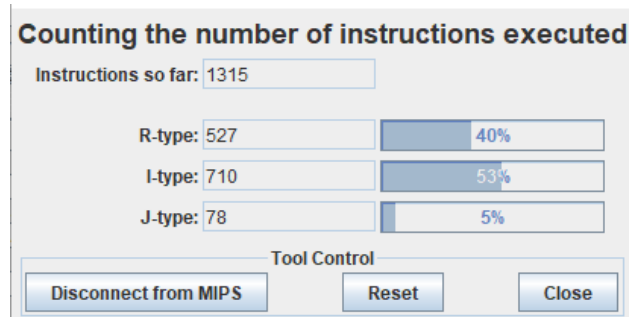 Counting the number of instructions executed
Instructions so far: 1315
R-type: 527 40%
I-type: 710 53%
J-type: 78 5%
Tool Control
Disconnect from MIPS Reset Close